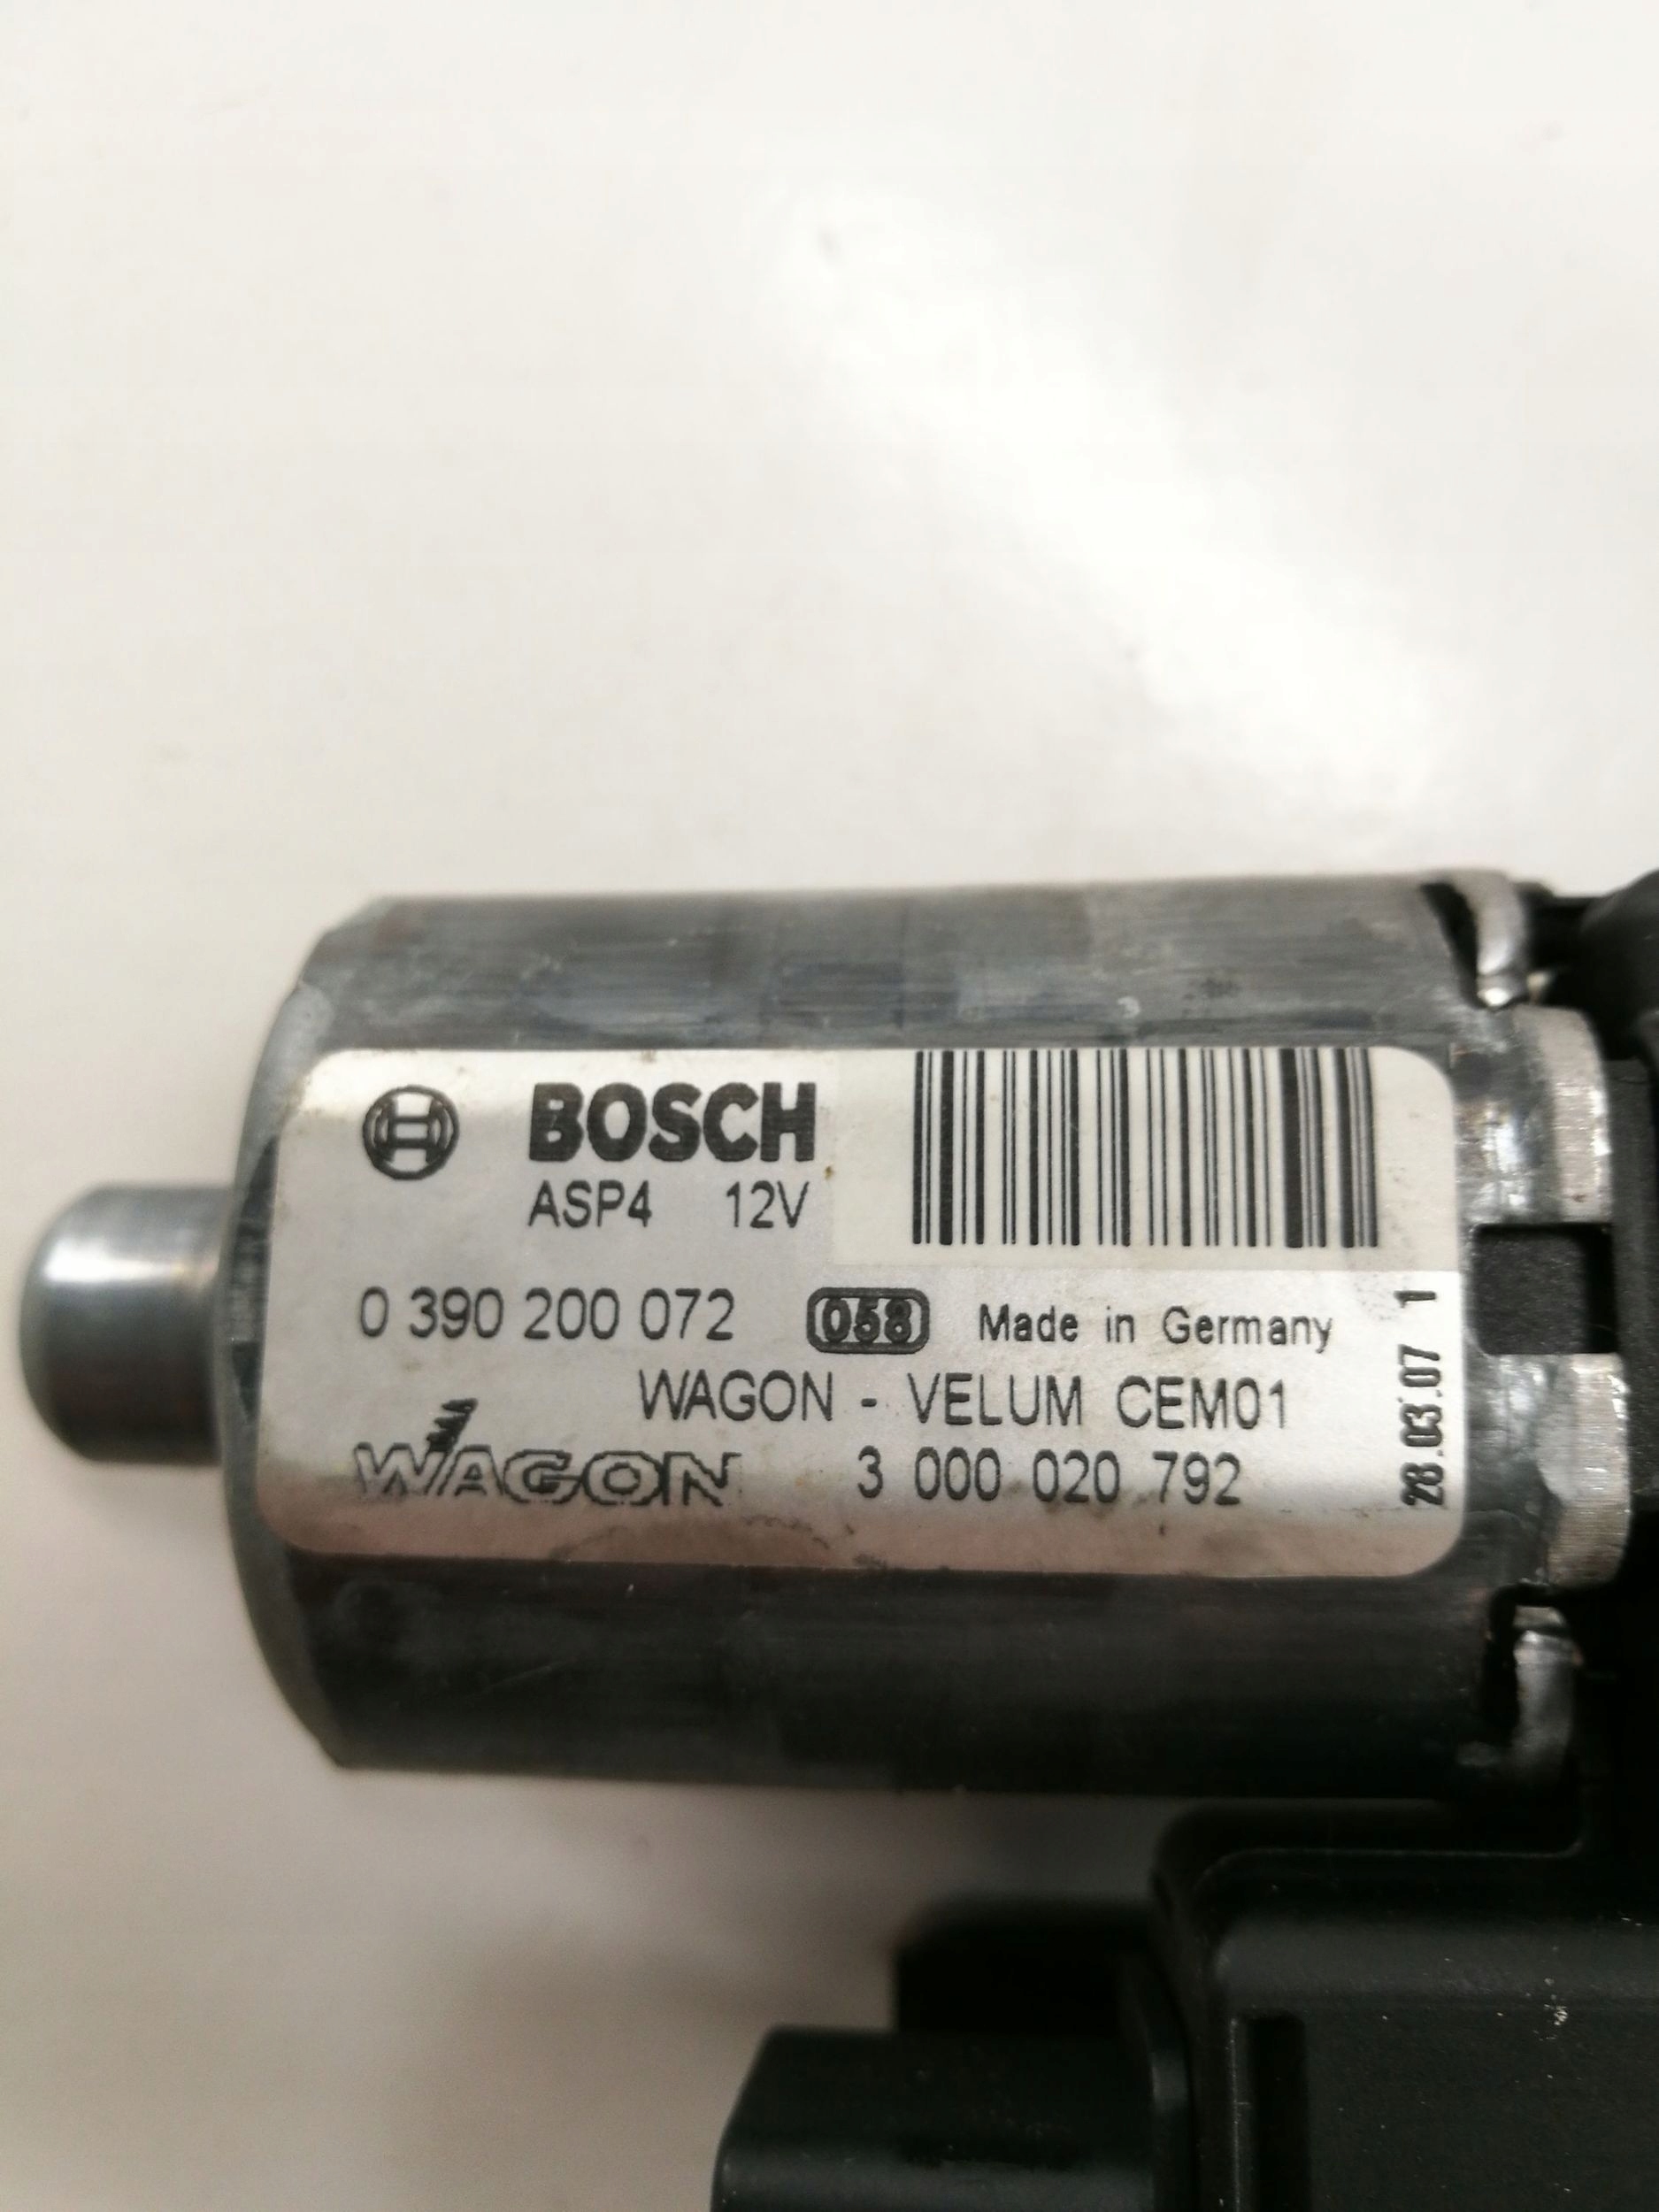 BOSCH
ASP4 12V
0 390 200 072 058 Made in Germany
WAGON - VELUM CEM01
WAGON 3 000 020 792
28.03.07 1